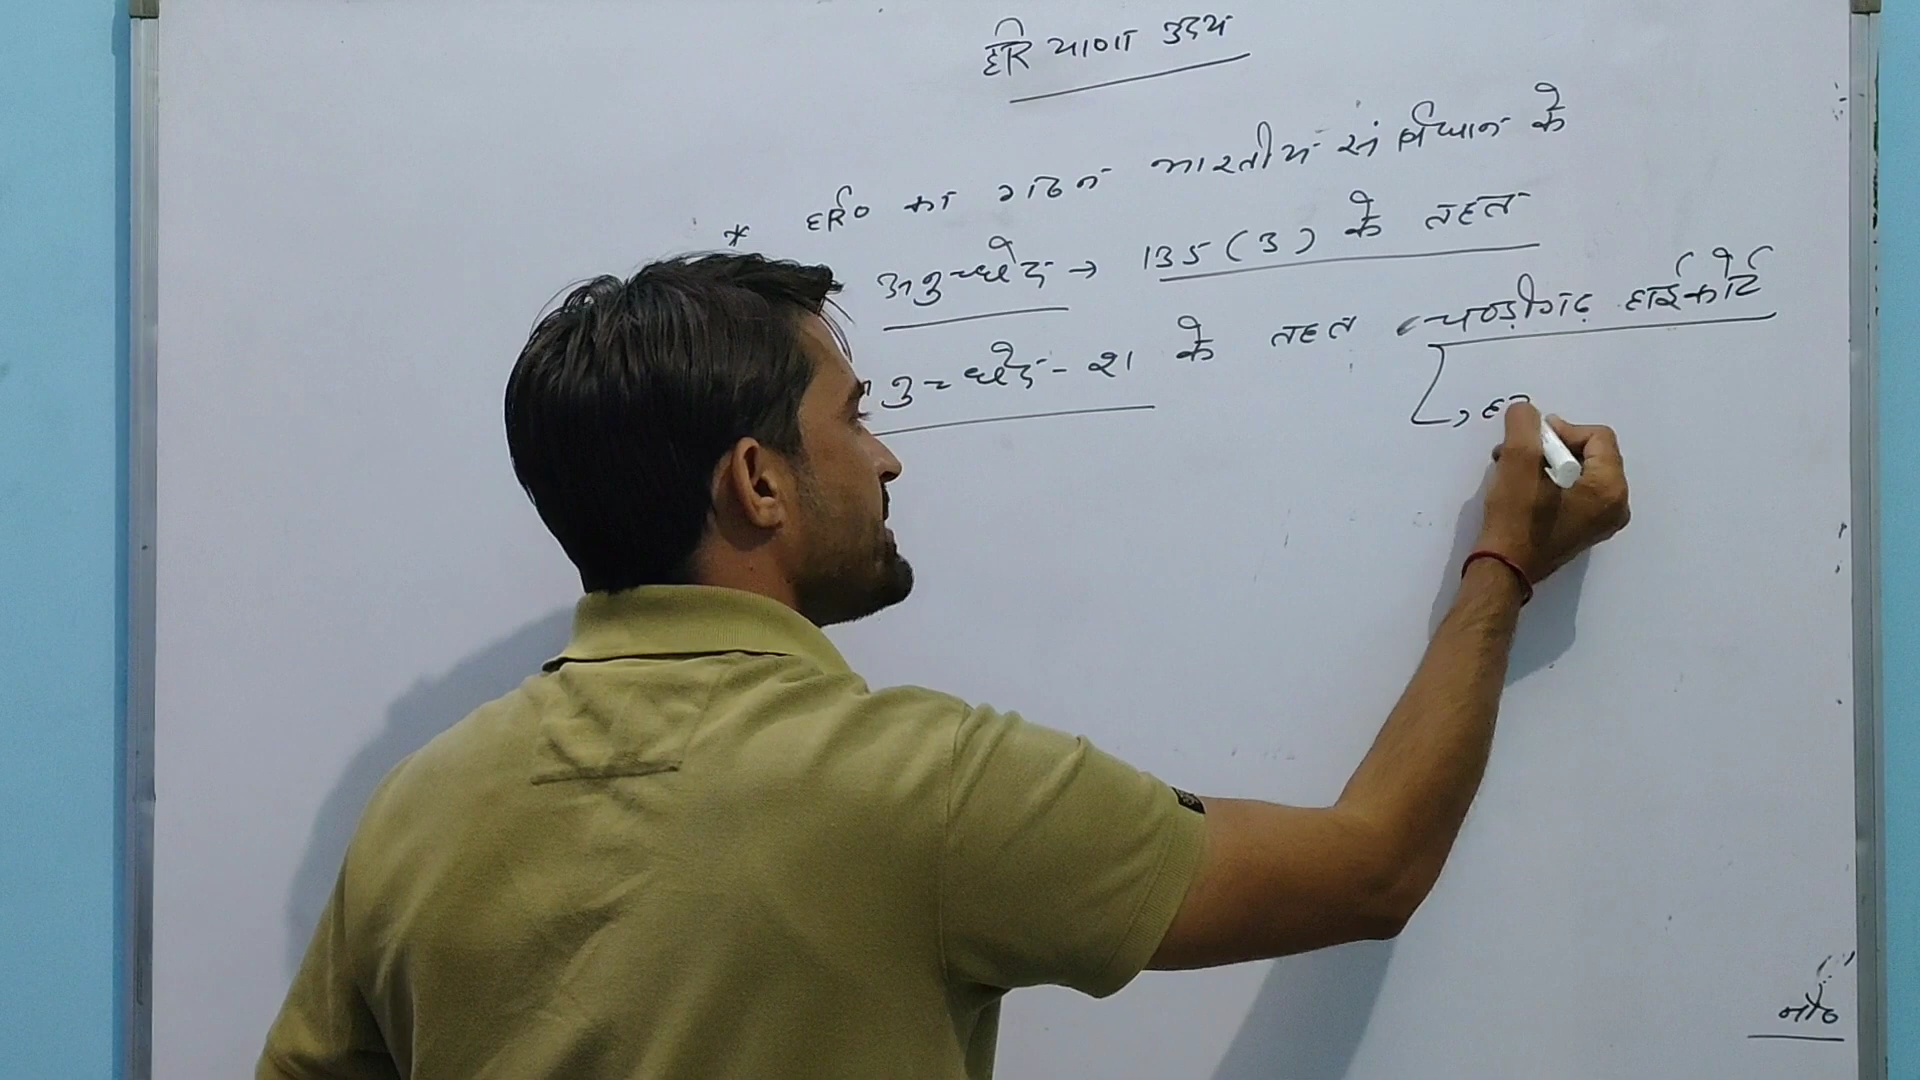 हरियाणा उदय
* हरि० का गठन भारतीय संविधान के
अनुच्छेद → 135 (3) के तहत
अनुच्छेद - 21 के तहत चण्डीगढ़ हाईकोर्ट
नोट